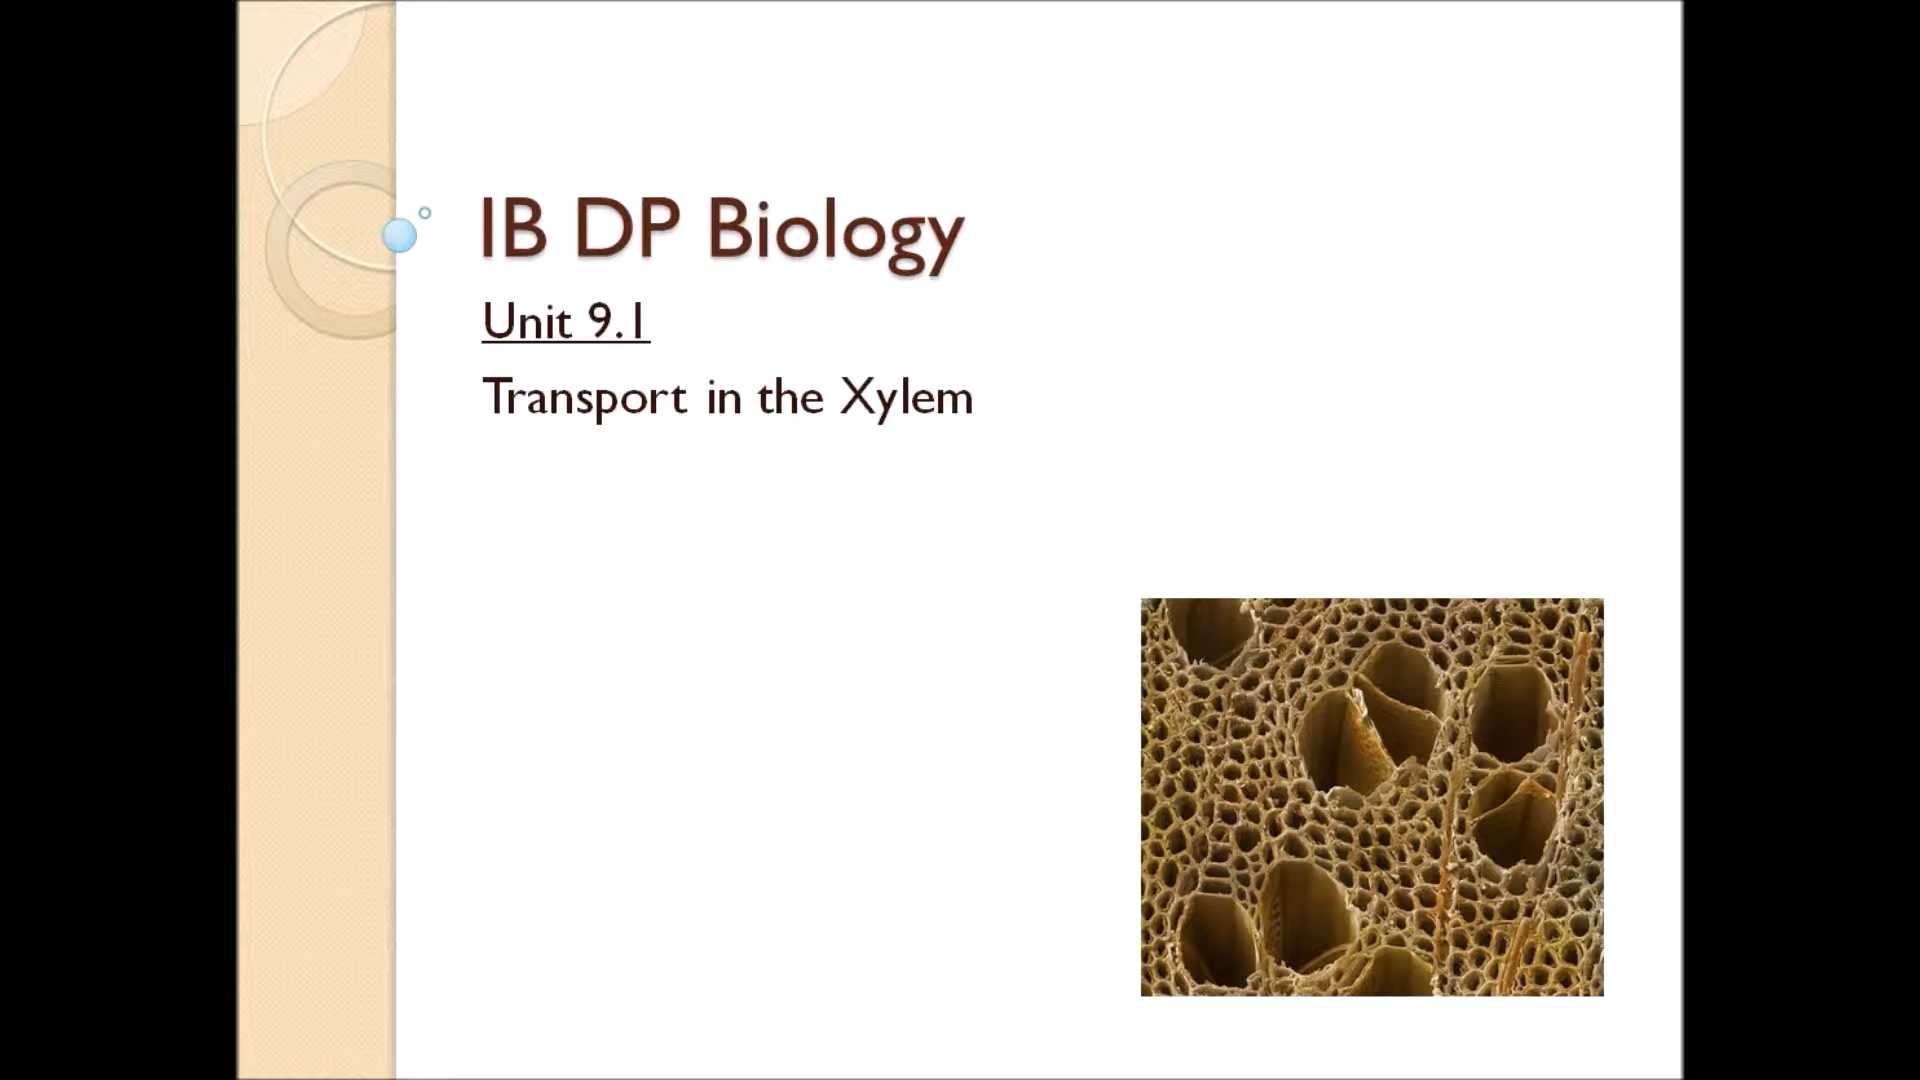 IB DP Biology
Unit 9.1
Transport in the Xylem